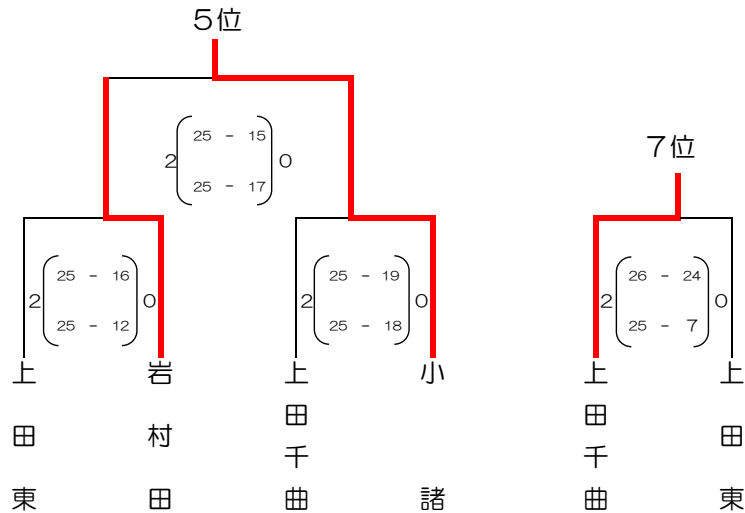 5位
25 - 15
2 0
25 - 17
7位
25 - 16
2 0
25 - 12
25 - 19
2 0
25 - 18
26 - 24
2 0
25 - 7
上田東
岩村田
上田千曲
小諸
上田千曲
上田東